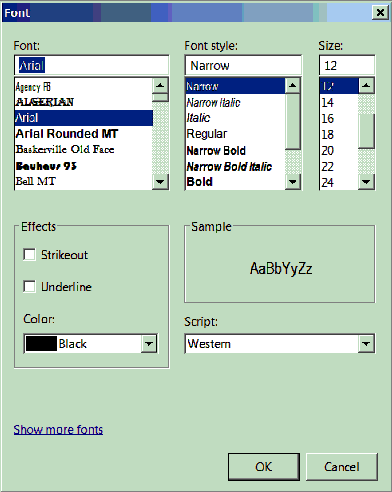 Font
Font:
Arial
Agency FB
ALGERIAN
Arial
Arial Rounded MT
Baskerville Old Face
Bauhaus 93
Bell MT
Font style:
Narrow
Narrow
Narrow Italic
Italic
Regular
Narrow Bold
Narrow Bold Italic
Bold
Size:
12
12
14
16
18
20
22
24
Effects
Strikeout
Underline
Color:
Black
Sample
AaBbYyZz
Script:
Western
Show more fonts
OK
Cancel